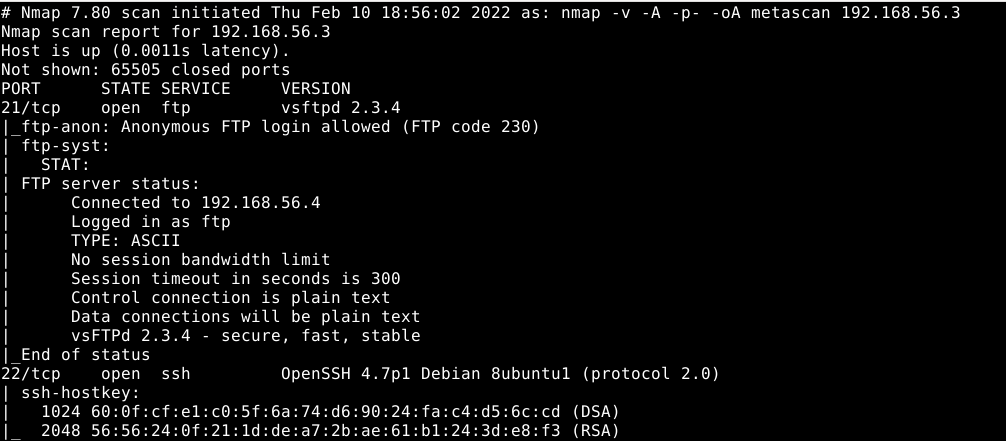 # Nmap 7.80 scan initiated Thu Feb 10 18:56:02 2022 as: nmap -v -A -p- -oA metascan 192.168.56.3
Nmap scan report for 192.168.56.3
Host is up (0.0011s latency).
Not shown: 65505 closed ports
PORT      STATE SERVICE     VERSION
21/tcp    open  ftp         vsftpd 2.3.4
|_ftp-anon: Anonymous FTP login allowed (FTP code 230)
| ftp-syst:
|   STAT:
| FTP server status:
|      Connected to 192.168.56.4
|      Logged in as ftp
|      TYPE: ASCII
|      No session bandwidth limit
|      Session timeout in seconds is 300
|      Control connection is plain text
|      Data connections will be plain text
|      vsFTPd 2.3.4 - secure, fast, stable
|_End of status
22/tcp    open  ssh         OpenSSH 4.7p1 Debian 8ubuntu1 (protocol 2.0)
| ssh-hostkey:
|   1024 60:0f:cf:e1:c0:5f:6a:74:d6:90:24:fa:c4:d5:6c:cd (DSA)
|_  2048 56:56:24:0f:21:1d:de:a7:2b:ae:61:b1:24:3d:e8:f3 (RSA)